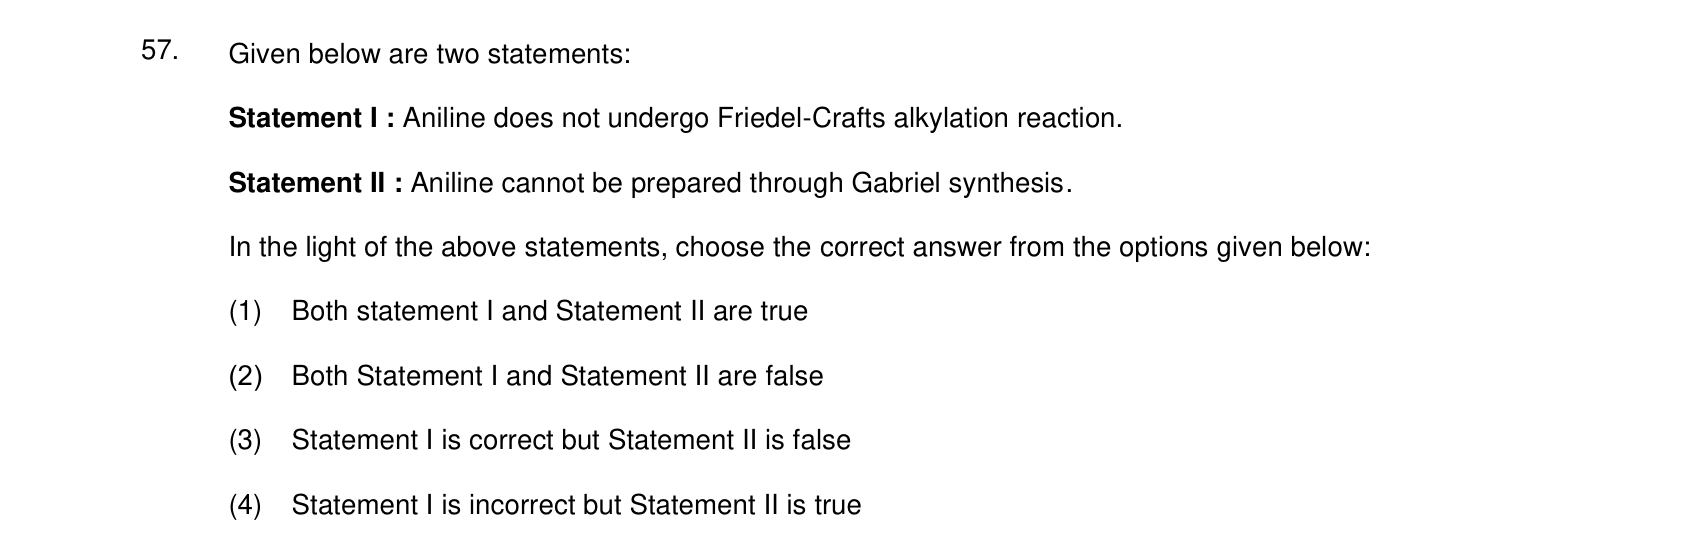 57. Given below are two statements:
Statement I : Aniline does not undergo Friedel-Crafts alkylation reaction.
Statement II : Aniline cannot be prepared through Gabriel synthesis.
In the light of the above statements, choose the correct answer from the options given below:
(1) Both statement I and Statement II are true
(2) Both Statement I and Statement II are false
(3) Statement I is correct but Statement II is false
(4) Statement I is incorrect but Statement II is true